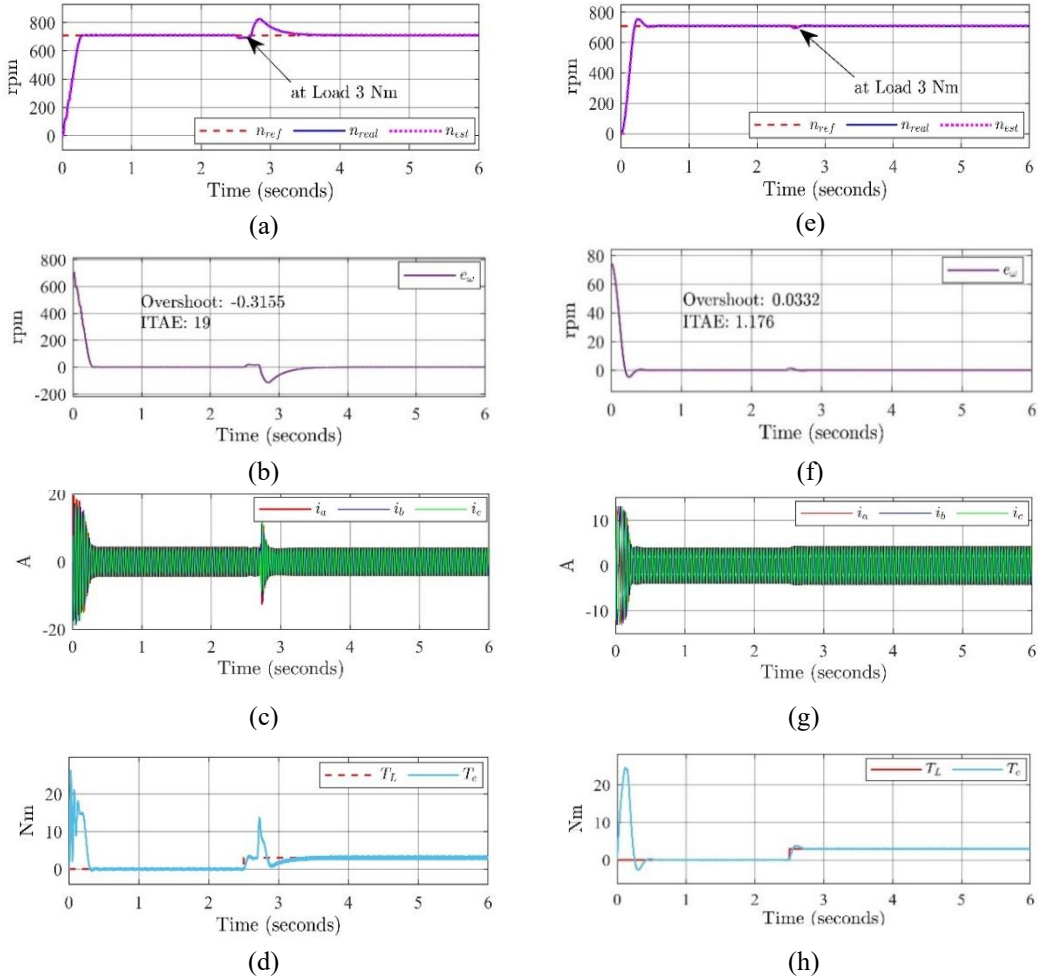 800
600
400
200
0
rpm
at Load 3 Nm
n_ref n_real n_est
0 1 2 3 4 5 6
Time (seconds)
(a)
800
600
400
200
0
rpm
at Load 3 Nm
n_ref n_real n_est
0 1 2 3 4 5 6
Time (seconds)
(e)
800
600
400
200
0
-200
rpm
e_ω
Overshoot: -0.3155
ITAE: 19
0 1 2 3 4 5 6
Time (seconds)
(b)
80
60
40
20
0
rpm
e_ω
Overshoot: 0.0332
ITAE: 1.176
0 1 2 3 4 5 6
Time (seconds)
(f)
20
0
-20
A
i_a i_b i_c
0 1 2 3 4 5 6
Time (seconds)
(c)
10
0
-10
A
i_a i_b i_c
0 1 2 3 4 5 6
Time (seconds)
(g)
20
10
0
Nm
T_L T_e
0 1 2 3 4 5 6
Time (seconds)
(d)
20
10
0
Nm
T_L T_e
0 1 2 3 4 5 6
Time (seconds)
(h)